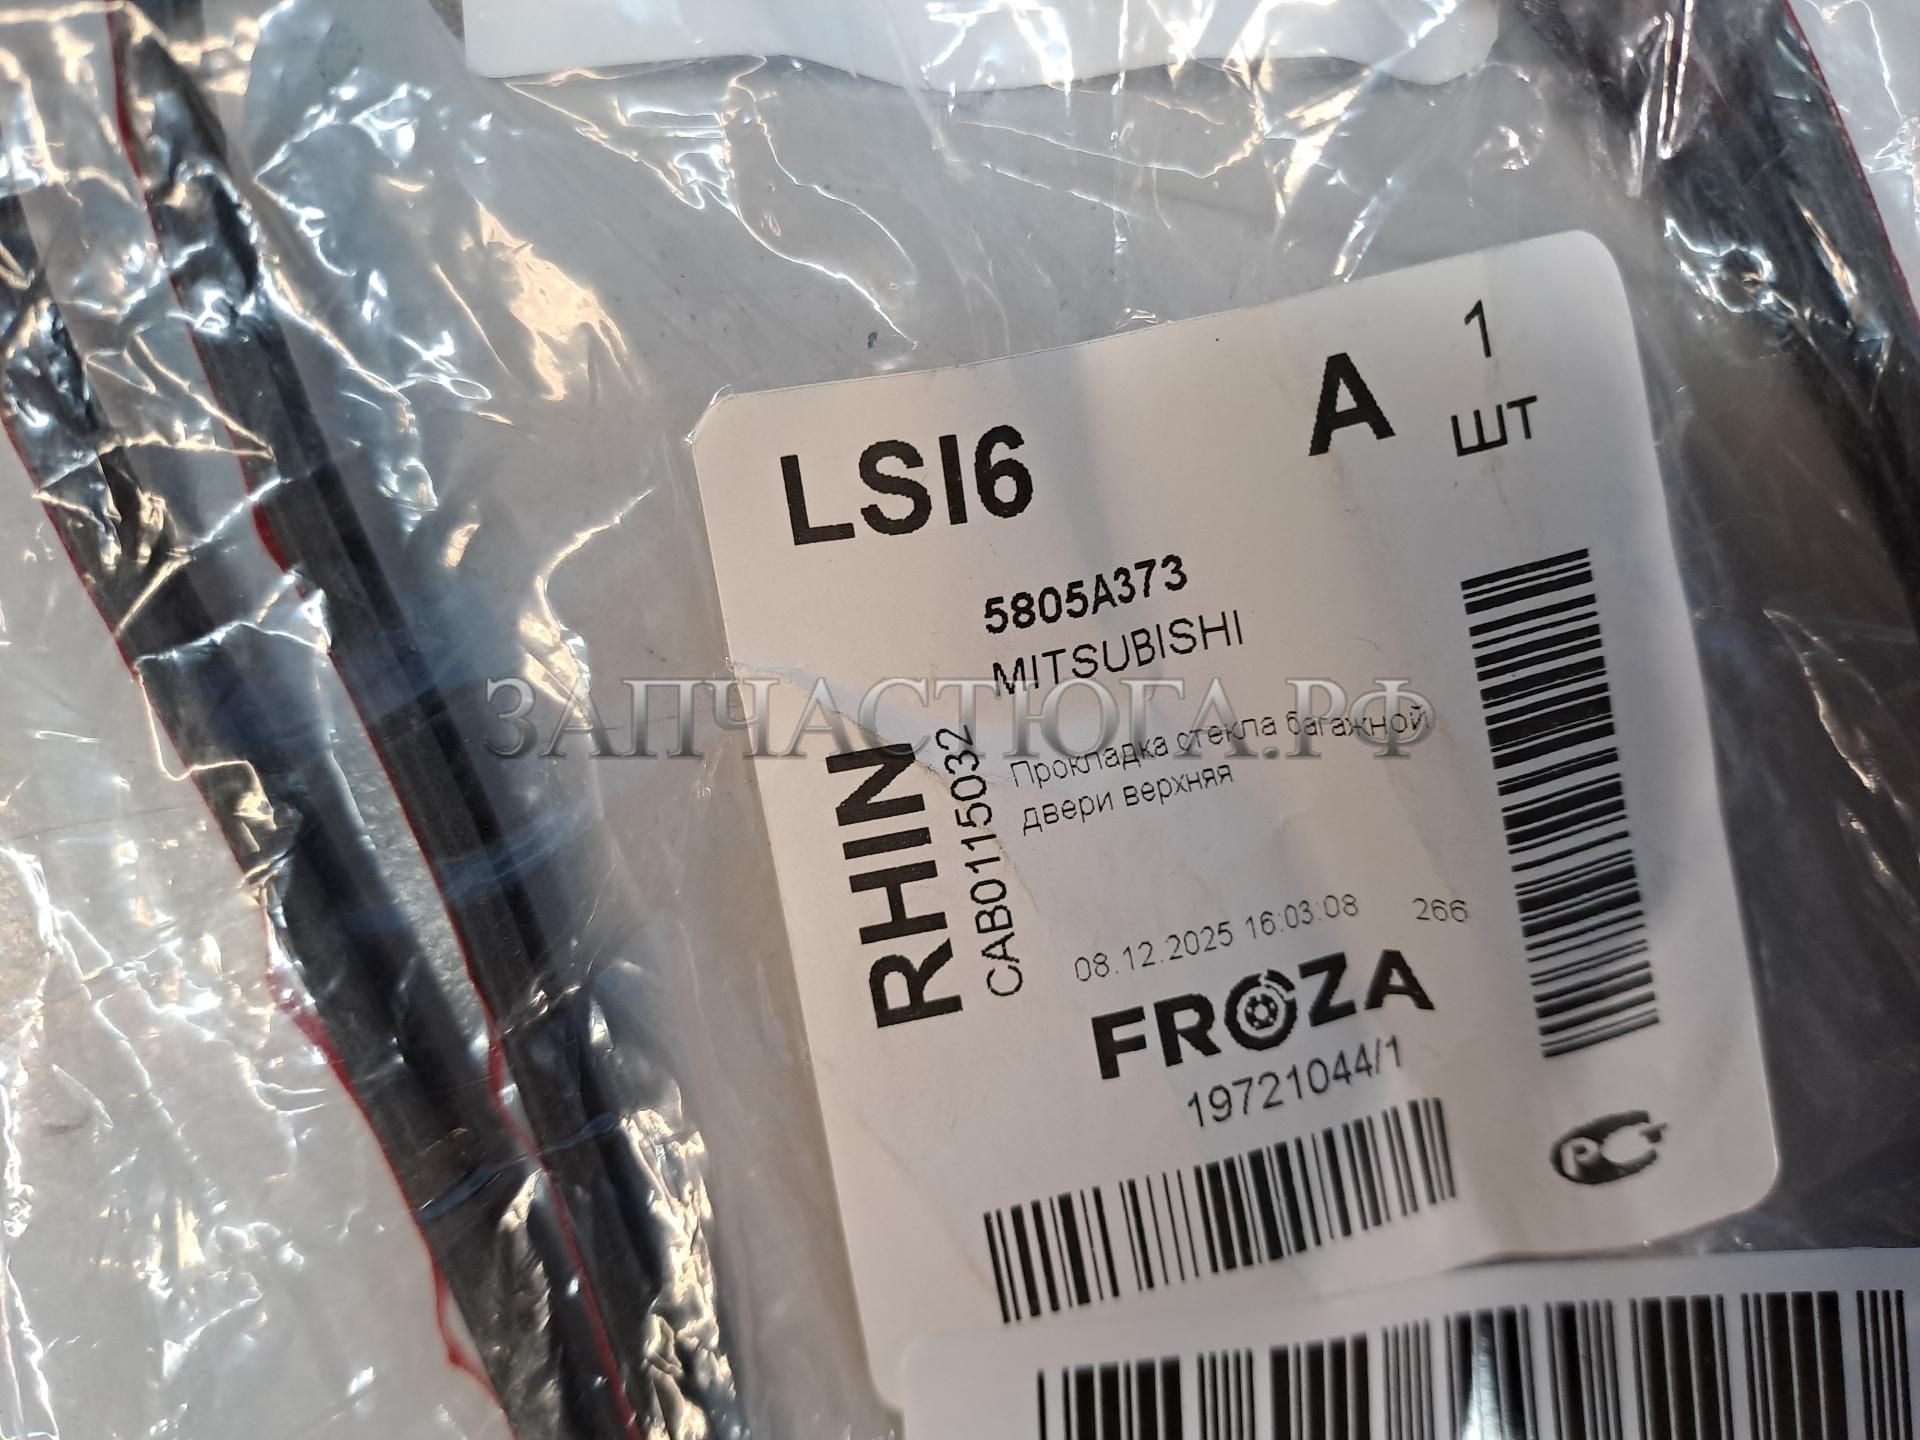 LSI6
A
1
ШТ
5805A373
MITSUBISHI
ЗАПЧАСТЮГА.РФ
RHIN
CAB0115032
Прокладка стекла багажной
двери верхняя
08.12.2025 16:03:08 266
FROZA
19721044/1
РСТ